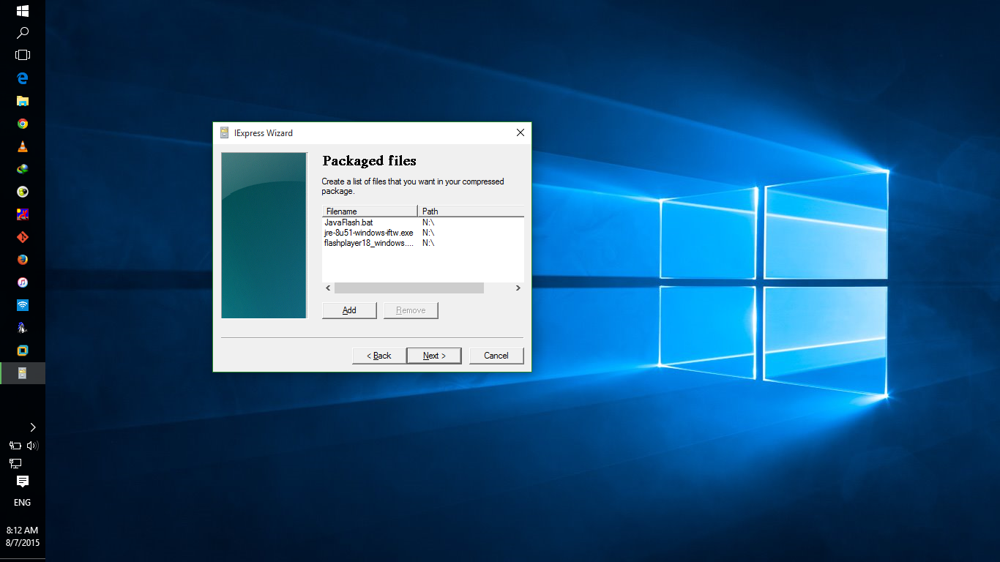 IExpress Wizard
Packaged files
Create a list of files that you want in your compressed
package.
Filename Path
JavaFlash.bat N:\
jre-8u51-windows-iftw.exe N:\
flashplayer18_windows.... N:\
Add Remove
< Back Next > Cancel
ENG
8:12 AM
8/7/2015